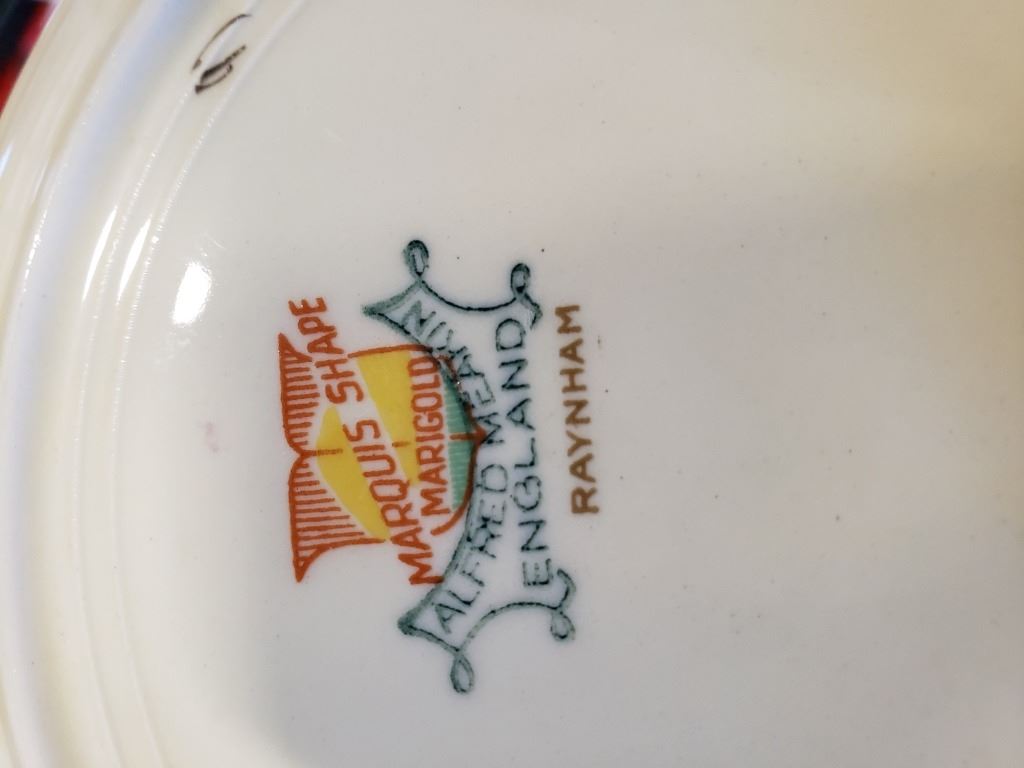 MARQUIS SHAPE
MARIGOLD
ALFRED MEAKIN
ENGLAND
RAYNHAM